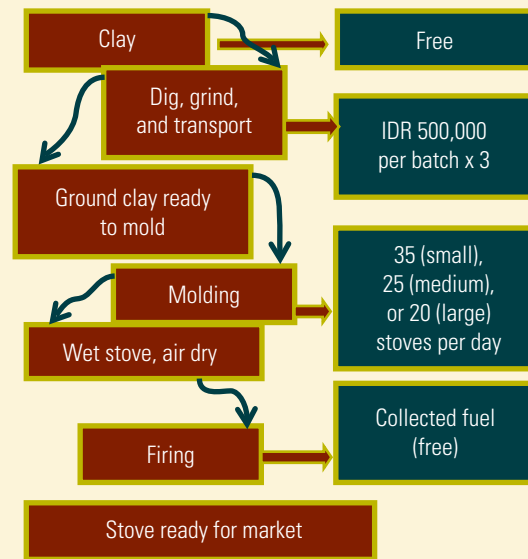 Clay
Free
Dig, grind,
and transport
IDR 500,000
per batch x 3
Ground clay ready
to mold
Molding
35 (small),
25 (medium),
or 20 (large)
stoves per day
Wet stove, air dry
Firing
Collected fuel
(free)
Stove ready for market